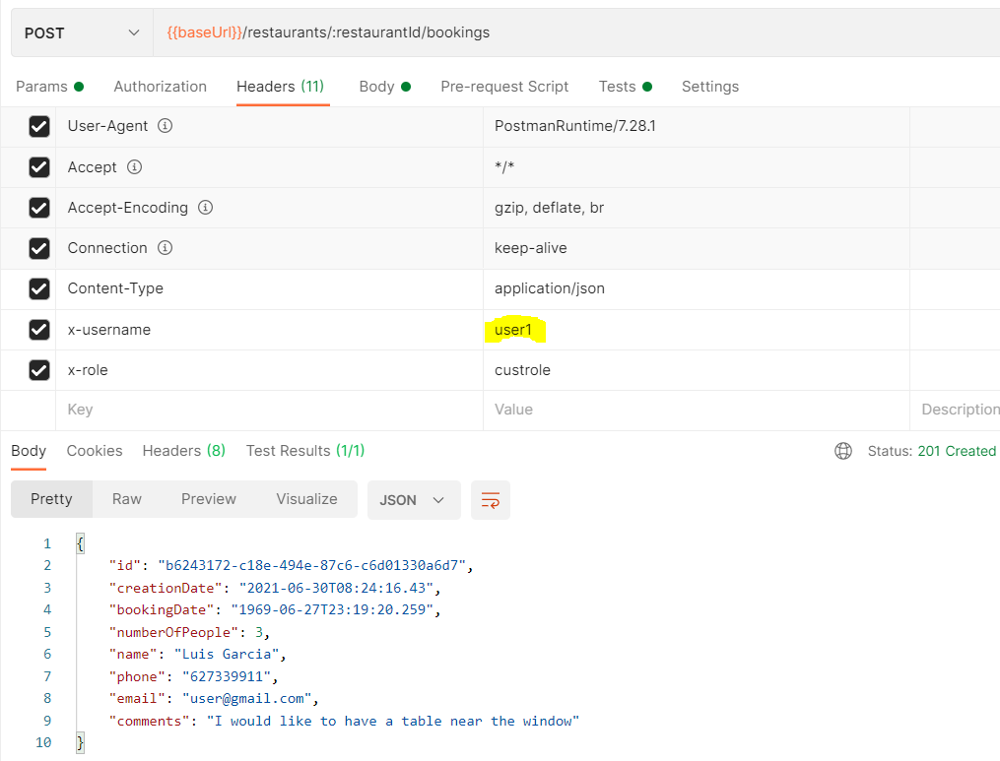 POST {{baseUrl}}/restaurants/:restaurantId/bookings
Params Authorization Headers (11) Body Pre-request Script Tests Settings
User-Agent PostmanRuntime/7.28.1
Accept */*
Accept-Encoding gzip, deflate, br
Connection keep-alive
Content-Type application/json
x-username user1
x-role custrole
Key Value Description
Body Cookies Headers (8) Test Results (1/1) Status: 201 Created
Pretty Raw Preview Visualize JSON
1 {
2 "id": "b6243172-c18e-494e-87c6-c6d01330a6d7",
3 "creationDate": "2021-06-30T08:24:16.43",
4 "bookingDate": "1969-06-27T23:19:20.259",
5 "numberOfPeople": 3,
6 "name": "Luis Garcia",
7 "phone": "627339911",
8 "email": "user@gmail.com",
9 "comments": "I would like to have a table near the window"
10 }